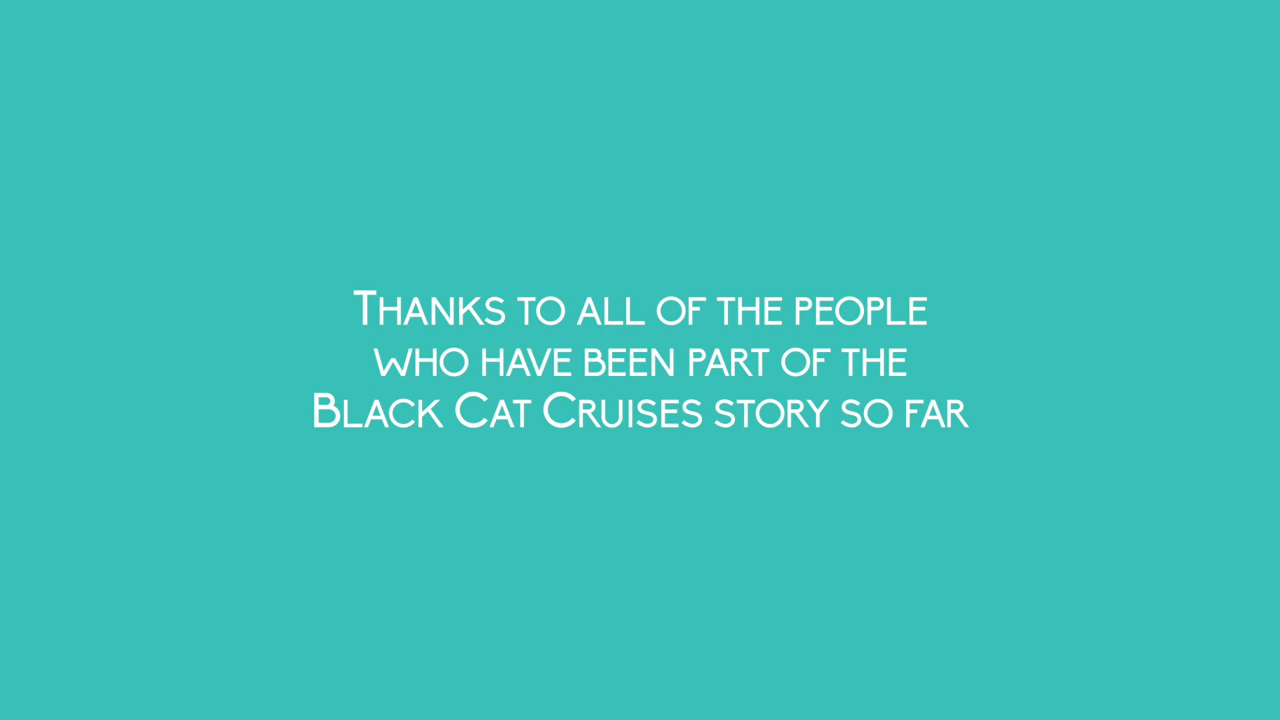 Thanks to all of the people
who have been part of the
Black Cat Cruises story so far